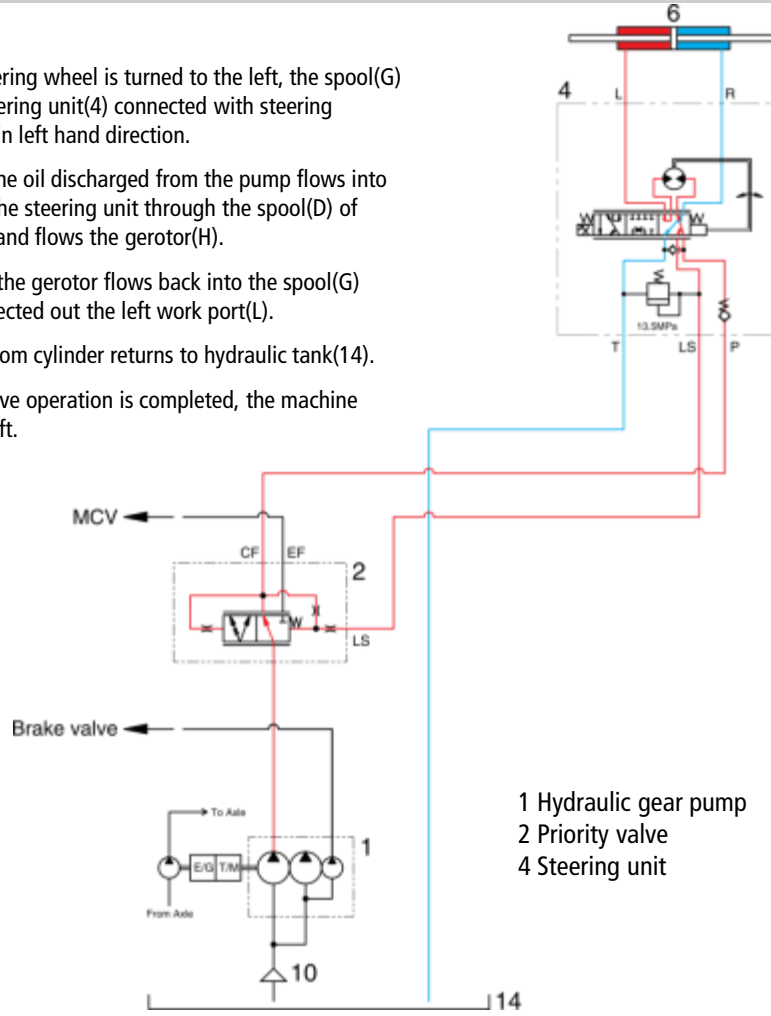 ering wheel is turned to the left, the spool(G)
ering unit(4) connected with steering
n left hand direction.
he oil discharged from the pump flows into
he steering unit through the spool(D) of
and flows the gerotor(H).
the gerotor flows back into the spool(G)
ected out the left work port(L).
om cylinder returns to hydraulic tank(14).
ve operation is completed, the machine
ft.
6
4
L
R
13.5MPa
T
LS
P
MCV
CF
EF
2
LS
Brake valve
To Axle
E/G T/M
1
From Axle
10
14
1 Hydraulic gear pump
2 Priority valve
4 Steering unit